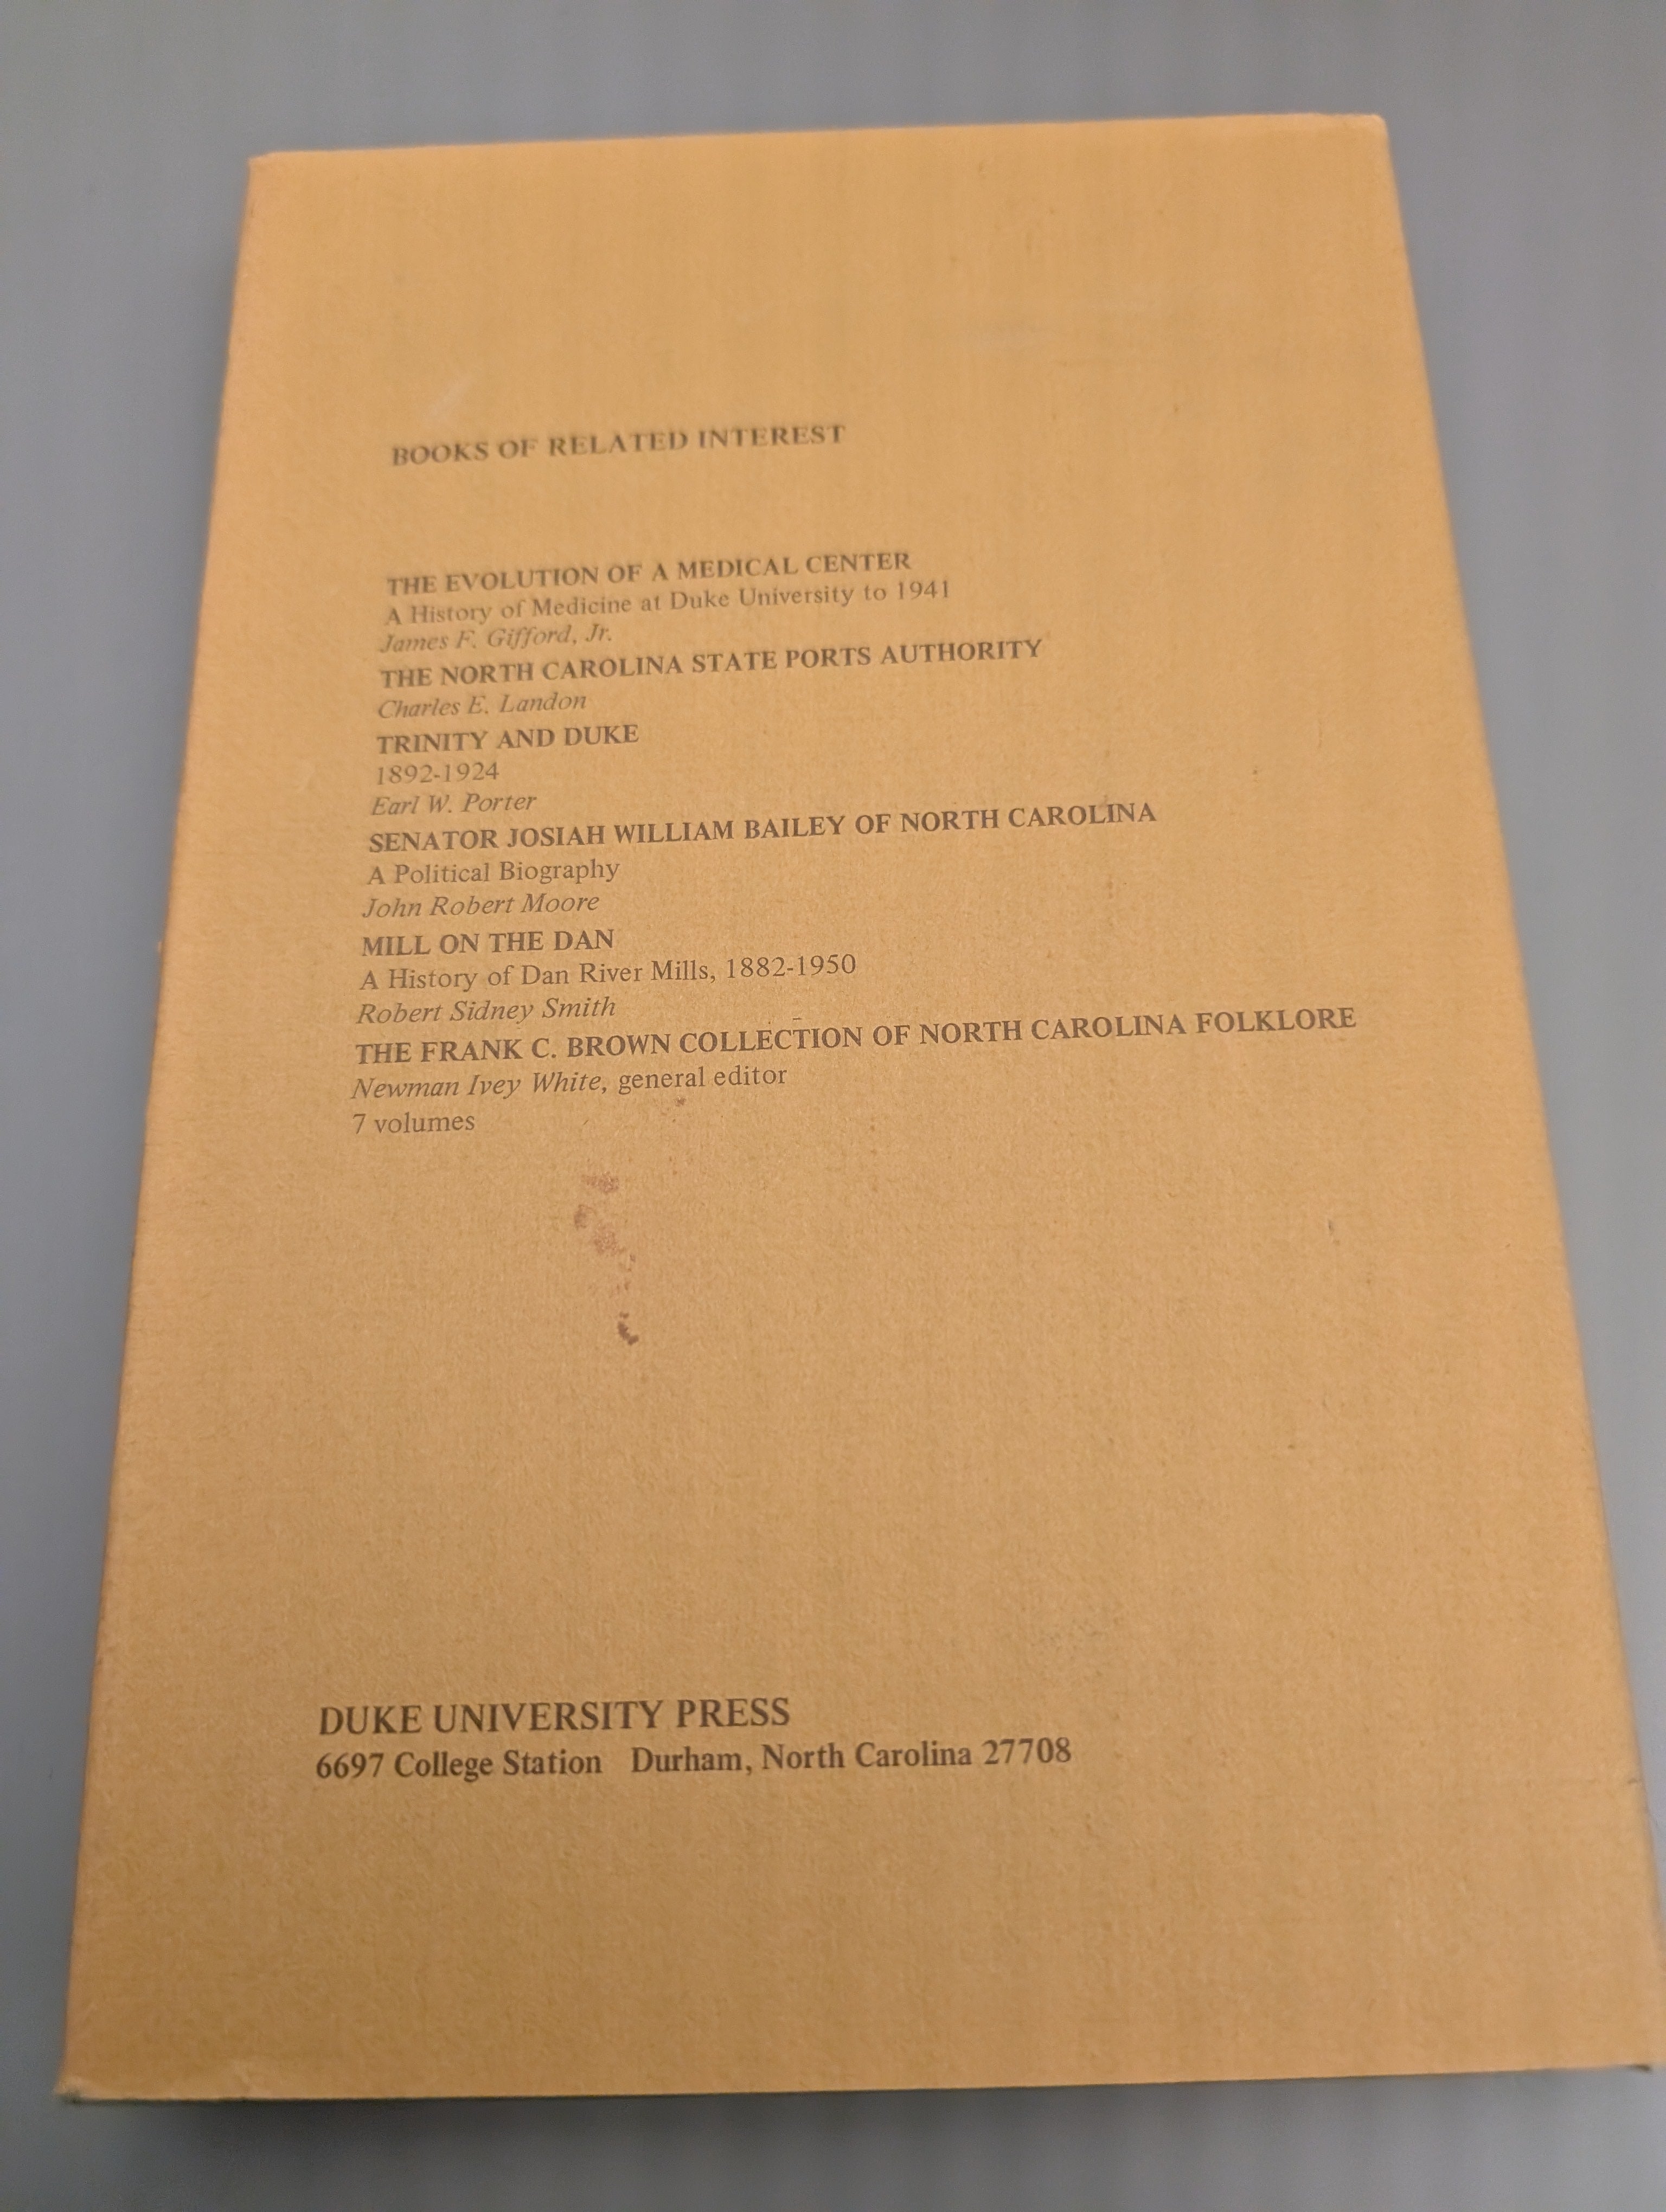 BOOKS OF RELATED INTEREST
THE EVOLUTION OF A MEDICAL CENTER
A History of Medicine at Duke University to 1941
James F. Gifford, Jr.
THE NORTH CAROLINA STATE PORTS AUTHORITY
Charles E. Landon
TRINITY AND DUKE
1892-1924
Earl W. Porter
SENATOR JOSIAH WILLIAM BAILEY OF NORTH CAROLINA
A Political Biography
John Robert Moore
MILL ON THE DAN
A History of Dan River Mills, 1882-1950
Robert Sidney Smith
THE FRANK C. BROWN COLLECTION OF NORTH CAROLINA FOLKLORE
Newman Ivey White, general editor
7 volumes
DUKE UNIVERSITY PRESS
6697 College Station Durham, North Carolina 27708